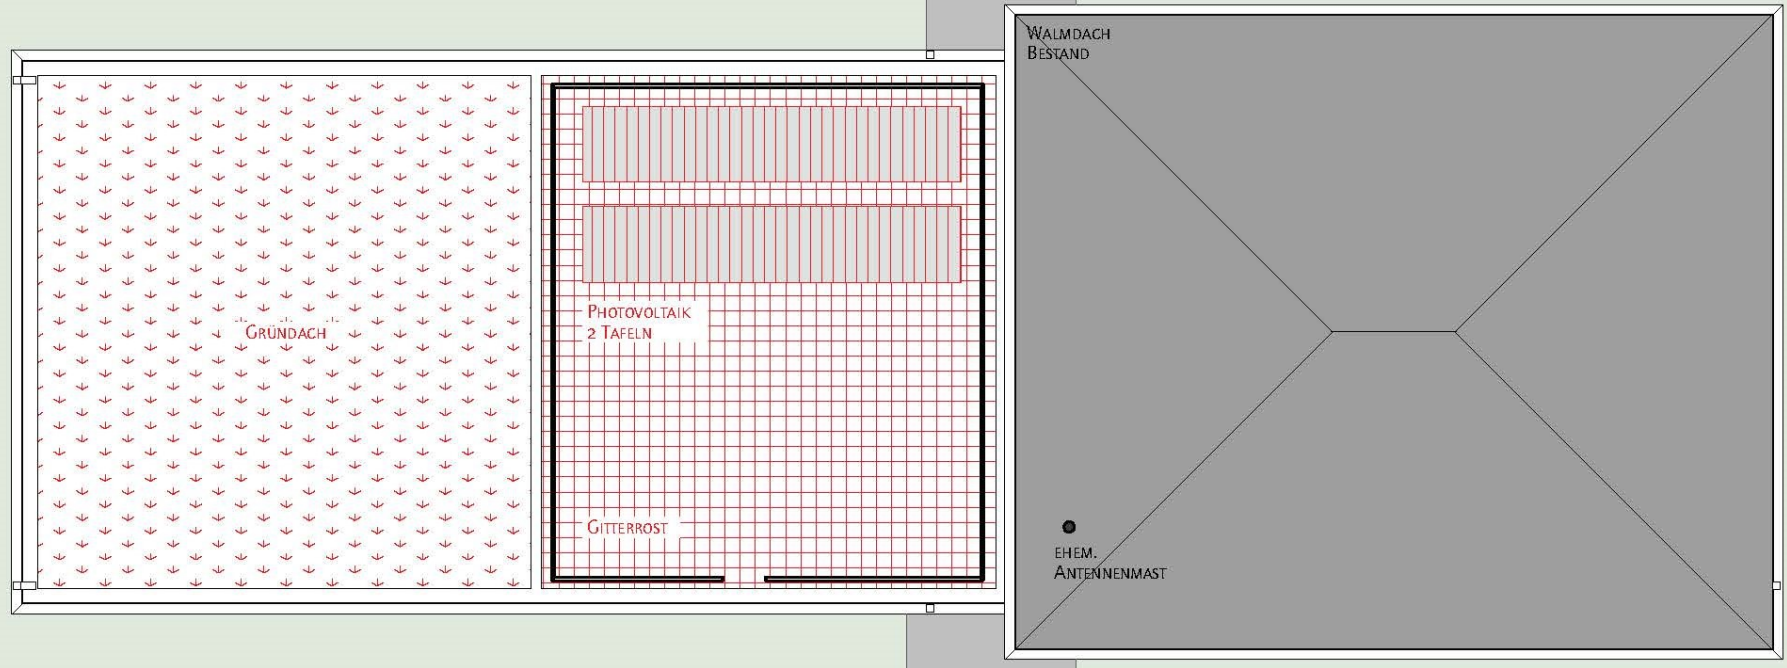 Walmdach
Bestand
Gründach
Photovoltaik
2 Tafeln
Gitterrost
ehem.
Antennenmast